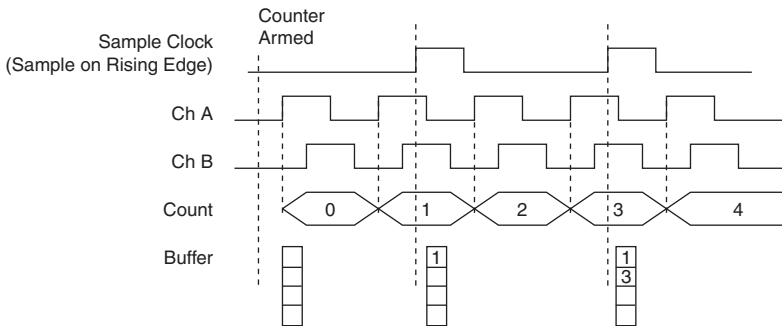 Counter
Armed
Sample Clock
(Sample on Rising Edge)
Ch A
Ch B
Count 0 1 2 3 4
Buffer 1 1
3